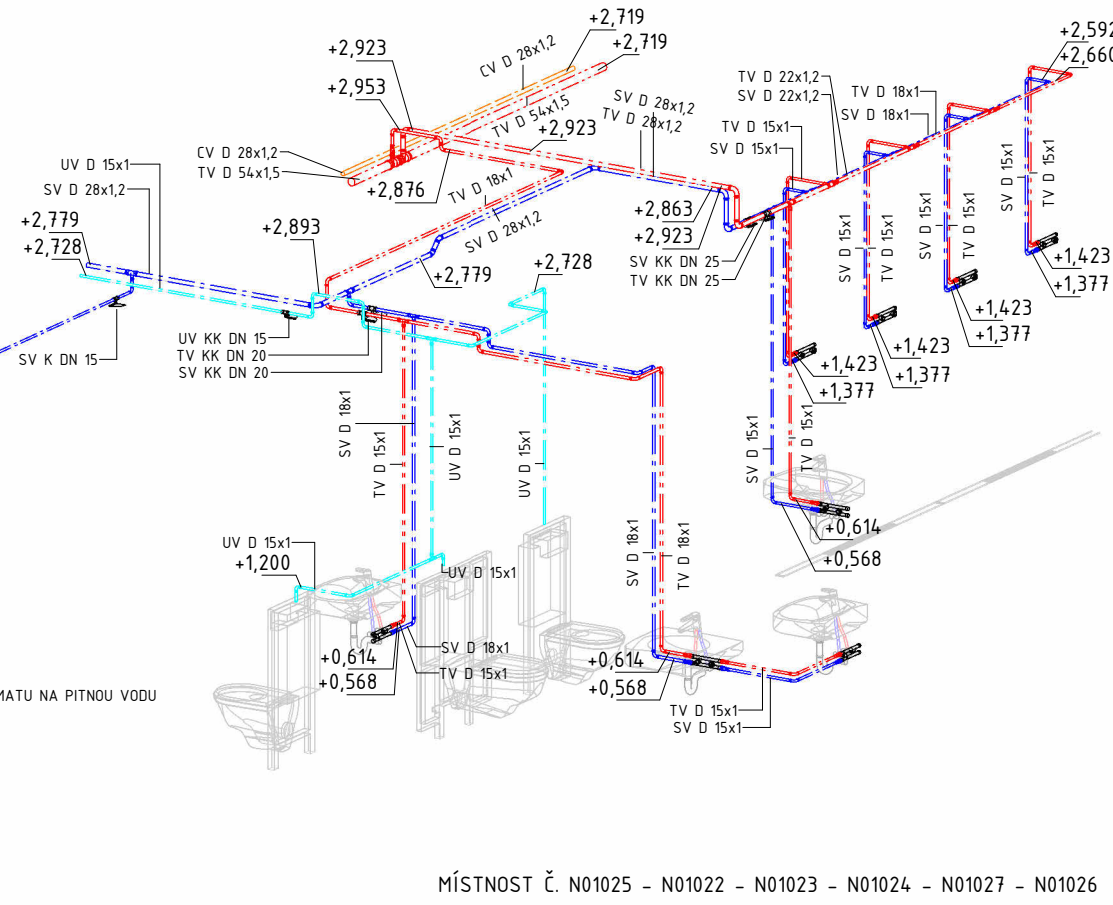 +2,719
+2,719
+2,923
+2,953
CV D 28x1,2
TV D 54x1,5
SV D 28x1,2
TV D 28x1,2
+2,923
+2,592
+2,660
TV D 22x1,2
SV D 22x1,2
TV D 18x1
SV D 18x1
TV D 15x1
SV D 15x1
CV D 28x1,2
TV D 54x1,5
+2,876
UV D 15x1
SV D 28x1,2
+2,779
+2,728
TV D 18x1
SV D 28x1,2
+2,893
+2,779
+2,728
+2,863
+2,923
SV KK DN 25
TV KK DN 25
SV D 15x1
TV D 15x1
SV D 15x1
TV D 15x1
SV D 15x1
TV D 15x1
+1,423
+1,377
+1,423
+1,377
+1,423
+1,377
+1,423
+1,377
UV KK DN 15
TV KK DN 20
SV KK DN 20
SV K DN 15
SV D 18x1
TV D 15x1
UV D 15x1
UV D 15x1
SV D 15x1
TV D 15x1
SV D 18x1
TV D 18x1
+0,614
+0,568
UV D 15x1
+1,200
UV D 15x1
SV D 18x1
TV D 15x1
+0,614
+0,568
+0,614
+0,568
TV D 15x1
SV D 15x1
MATU NA PITNOU VODU
MÍSTNOST Č. N01025 - N01022 - N01023 - N01024 - N01027 - N01026